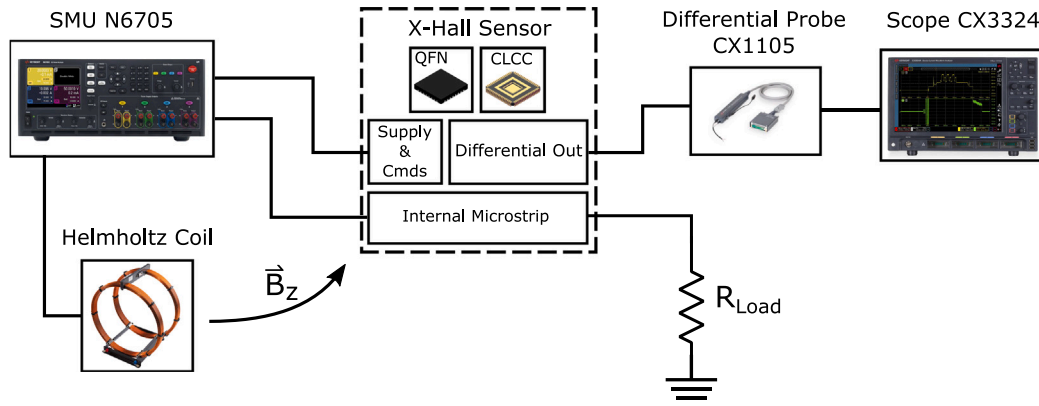 SMU N6705
X-Hall Sensor
QFN
CLCC
Supply
&
Cmds
Differential Out
Internal Microstrip
Differential Probe
CX1105
Scope CX3324
Helmholtz Coil
B⃗z
RLoad